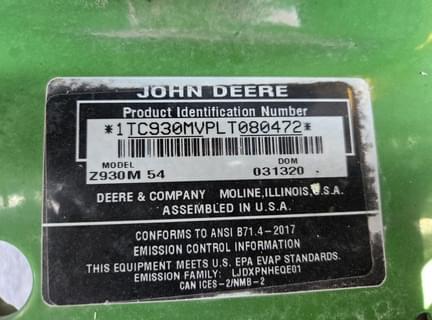 JOHN DEERE
Product Identification Number
*1TC930MVPLT080472*
MODEL DOM
Z930M 54 031320
DEERE & COMPANY MOLINE, ILLINOIS, U.S.A.
ASSEMBLED IN U.S.A.
CONFORMS TO ANSI B71.4-2017
EMISSION CONTROL INFORMATION
THIS EQUIPMENT MEETS U.S. EPA EVAP STANDARDS.
EMISSION FAMILY: LJDXPNHEQE01
CAN ICES-2/NMB-2